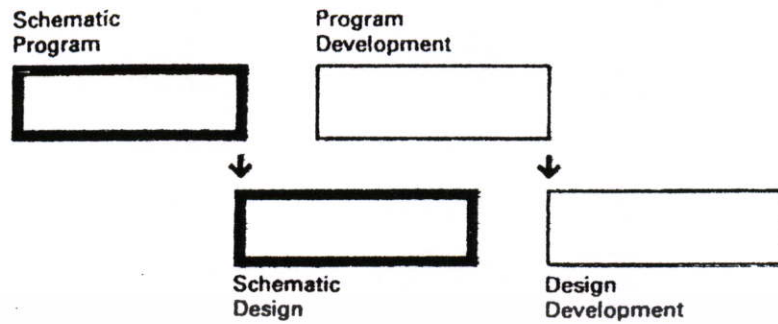 Schematic
Program
Program
Development
Schematic
Design
Design
Development